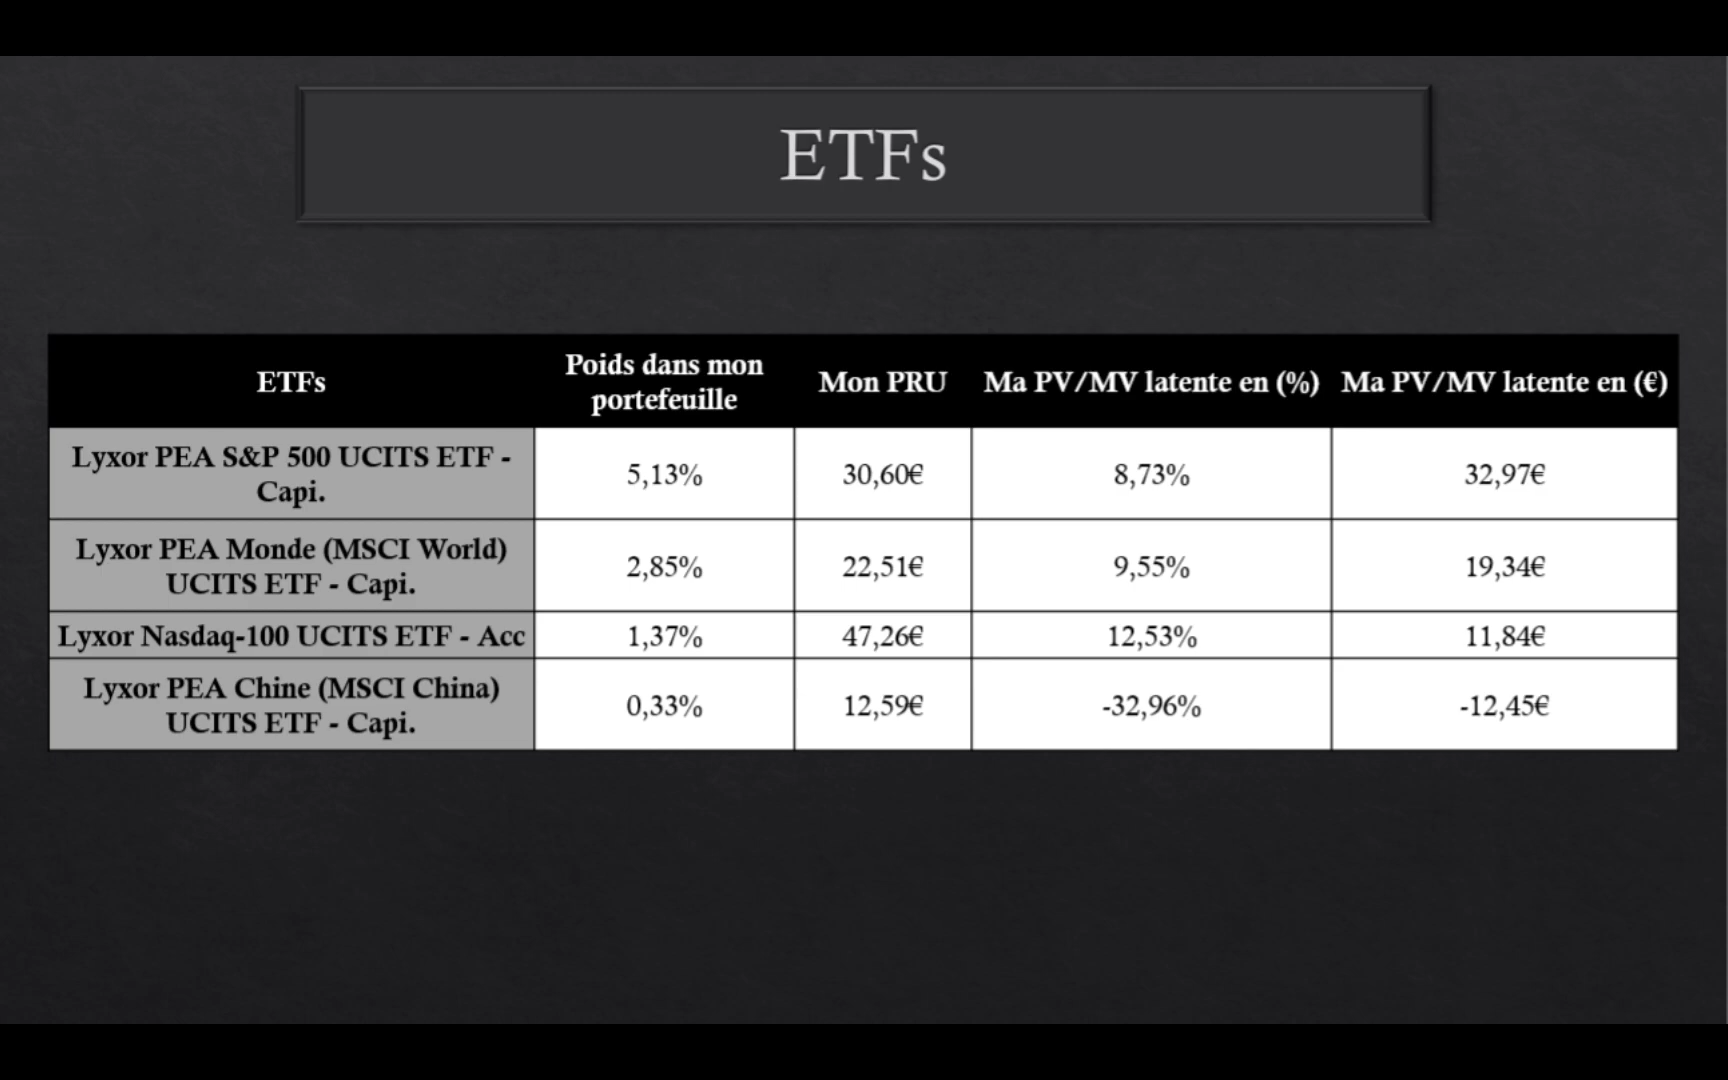 ETFs
ETFs
Poids dans mon
portefeuille
Mon PRU
Ma PV/MV latente en (%)
Ma PV/MV latente en (€)
Lyxor PEA S&P 500 UCITS ETF -
Capi.
5,13%
30,60€
8,73%
32,97€
Lyxor PEA Monde (MSCI World)
UCITS ETF - Capi.
2,85%
22,51€
9,55%
19,34€
Lyxor Nasdaq-100 UCITS ETF - Acc
1,37%
47,26€
12,53%
11,84€
Lyxor PEA Chine (MSCI China)
UCITS ETF - Capi.
0,33%
12,59€
-32,96%
-12,45€